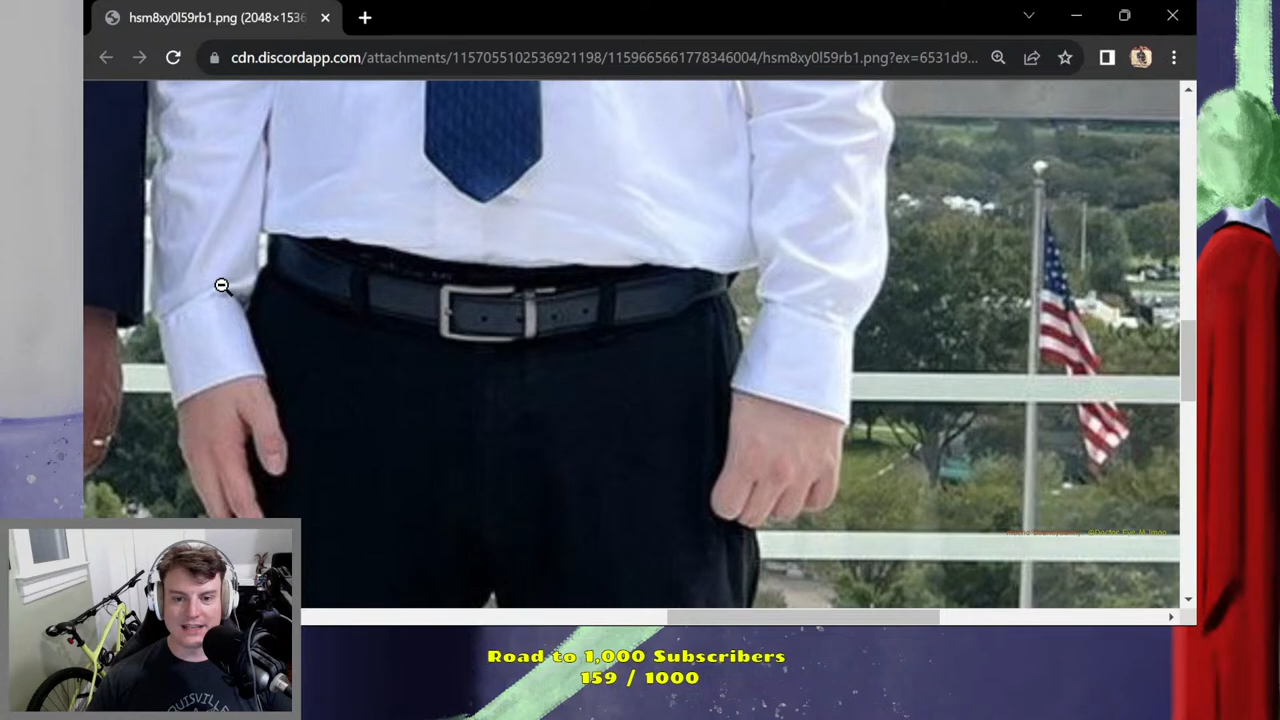 hsm8xy0l59rb1.png (2048×1536
cdn.discordapp.com/attachments/1157055102536921198/1159665661778346004/hsm8xy0l59rb1.png?ex=6531d9...
Road to 1,000 Subscribers
159 / 1000